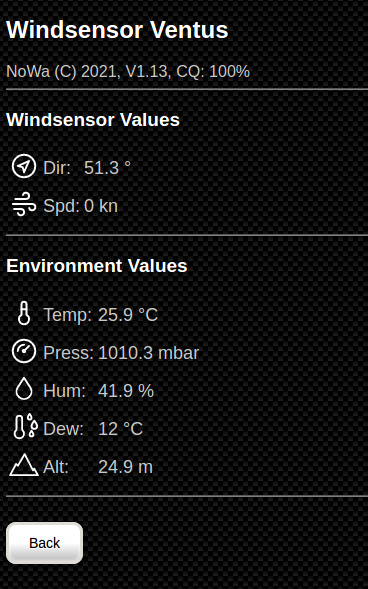 Windsensor Ventus
NoWa (C) 2021, V1.13, CQ: 100%
Windsensor Values
Dir: 51.3 °
Spd: 0 kn
Environment Values
Temp: 25.9 °C
Press: 1010.3 mbar
Hum: 41.9 %
Dew: 12 °C
Alt: 24.9 m
Back